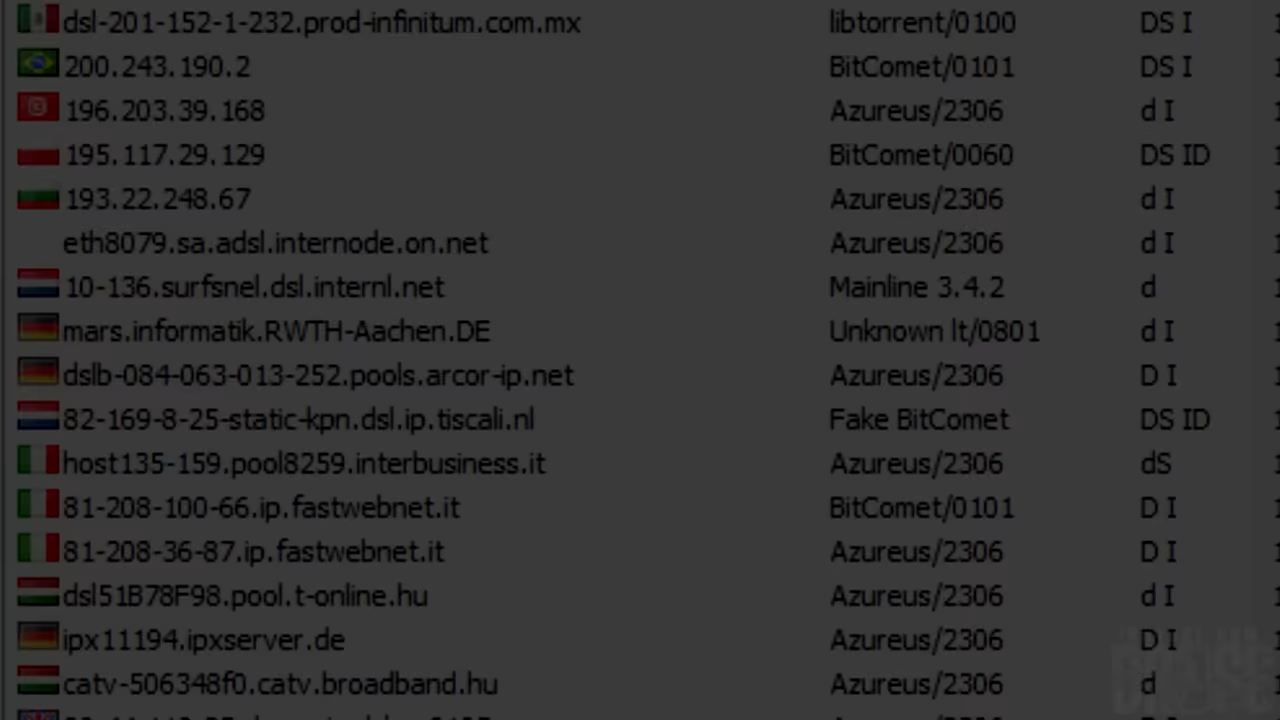 dsl-201-152-1-232.prod-infinitum.com.mx libtorrent/0100 DS I
200.243.190.2 BitComet/0101 DS I
196.203.39.168 Azureus/2306 d I
195.117.29.129 BitComet/0060 DS ID
193.22.248.67 Azureus/2306 d I
eth8079.sa.adsl.internode.on.net Azureus/2306 d I
10-136.surfsnel.dsl.internl.net Mainline 3.4.2 d
mars.informatik.RWTH-Aachen.DE Unknown lt/0801 d I
dslb-084-063-013-252.pools.arcor-ip.net Azureus/2306 D I
82-169-8-25-static-kpn.dsl.ip.tiscali.nl Fake BitComet DS ID
host135-159.pool8259.interbusiness.it Azureus/2306 dS
81-208-100-66.ip.fastwebnet.it BitComet/0101 D I
81-208-36-87.ip.fastwebnet.it Azureus/2306 D I
dsl51B78F98.pool.t-online.hu Azureus/2306 d I
ipx11194.ipxserver.de Azureus/2306 D I
catv-506348f0.catv.broadband.hu Azureus/2306 d